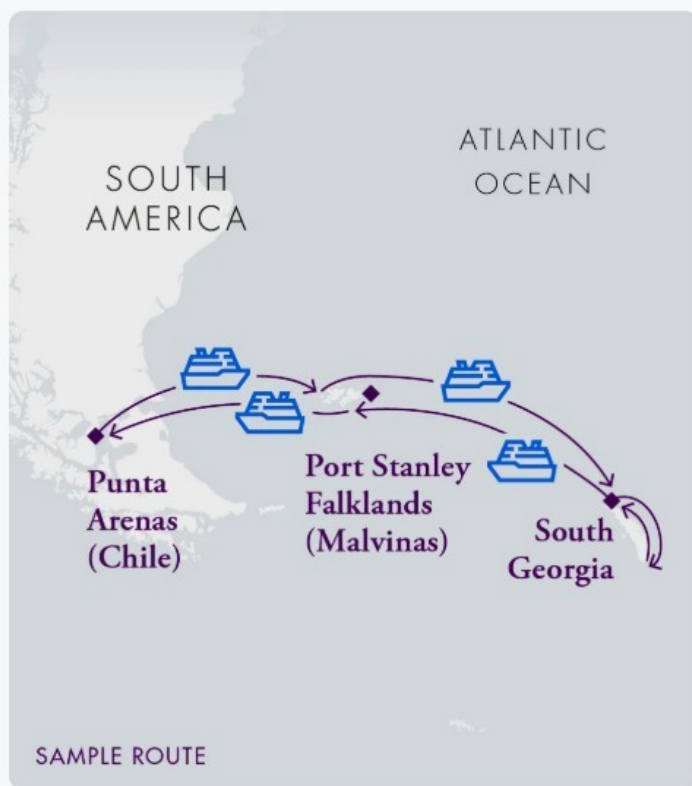 ATLANTIC
OCEAN
SOUTH
AMERICA
Punta
Arenas
(Chile)
Port Stanley
Falklands
(Malvinas)
South
Georgia
SAMPLE ROUTE